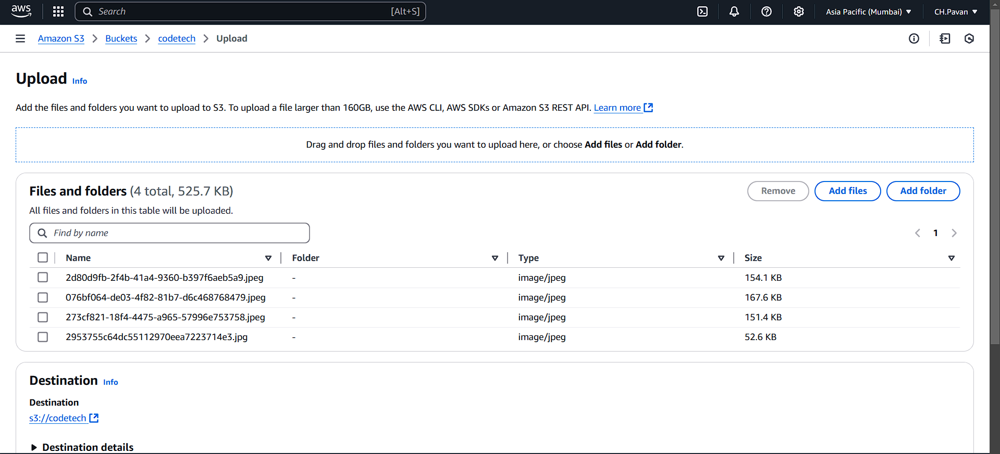 aws
Search [Alt+S]
Asia Pacific (Mumbai)
CH.Pavan
Amazon S3 > Buckets > codetech > Upload
Upload Info
Add the files and folders you want to upload to S3. To upload a file larger than 160GB, use the AWS CLI, AWS SDKs or Amazon S3 REST API. Learn more
Drag and drop files and folders you want to upload here, or choose Add files or Add folder.
Files and folders (4 total, 525.7 KB)
Remove
Add files
Add folder
All files and folders in this table will be uploaded.
Find by name
1
Name Folder Type Size
2d80d9fb-2f4b-41a4-9360-b397f6aeb5a9.jpeg - image/jpeg 154.1 KB
076bf064-de03-4f82-81b7-d6c468768479.jpeg - image/jpeg 167.6 KB
273cf821-18f4-4475-a965-57996e753758.jpeg - image/jpeg 151.4 KB
2953755c64dc55112970eea7223714e3.jpg - image/jpeg 52.6 KB
Destination Info
Destination
s3://codetech
Destination details